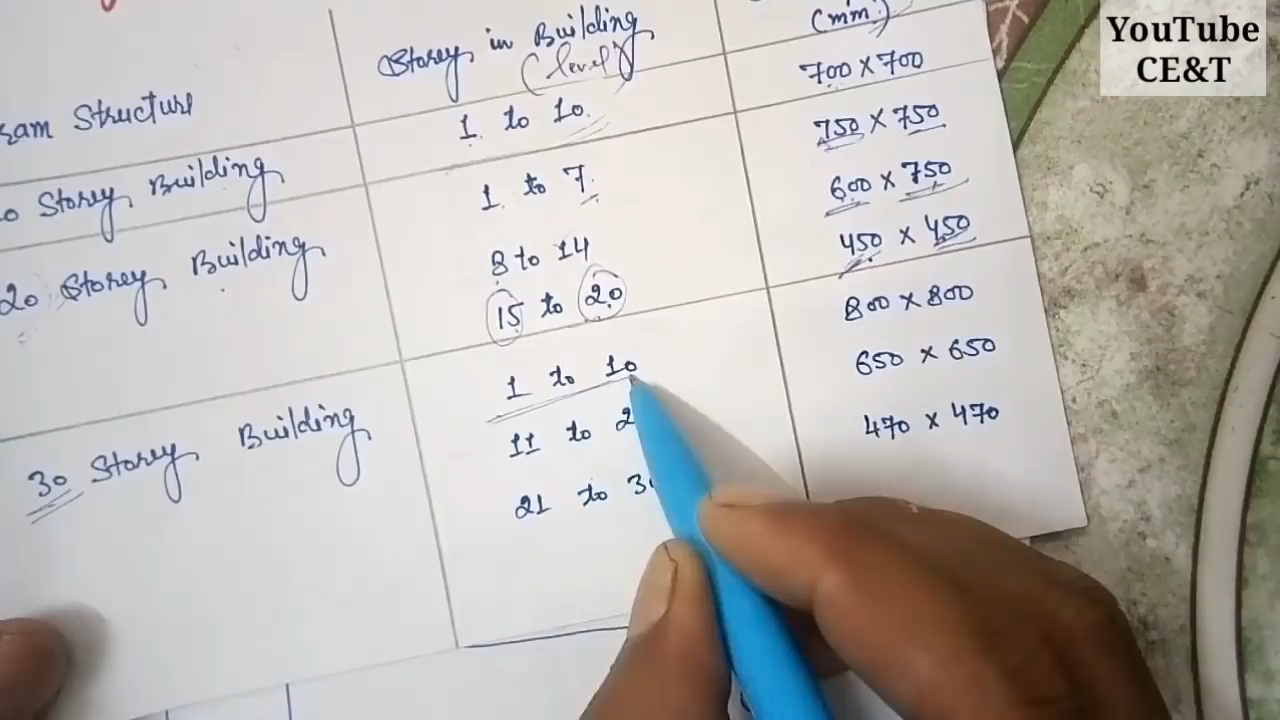 YouTube
CE&T
Storey in Building
(level)
(mm)
Structure
1 to 10
700 X 700
Storey Building
1 to 7
750 X 750
8 to 14
600 X 750
20 Storey Building
15 to 20
450 X 450
30 Storey Building
1 to 10
800 X 800
11 to 2
650 X 650
21 to 3
470 X 470